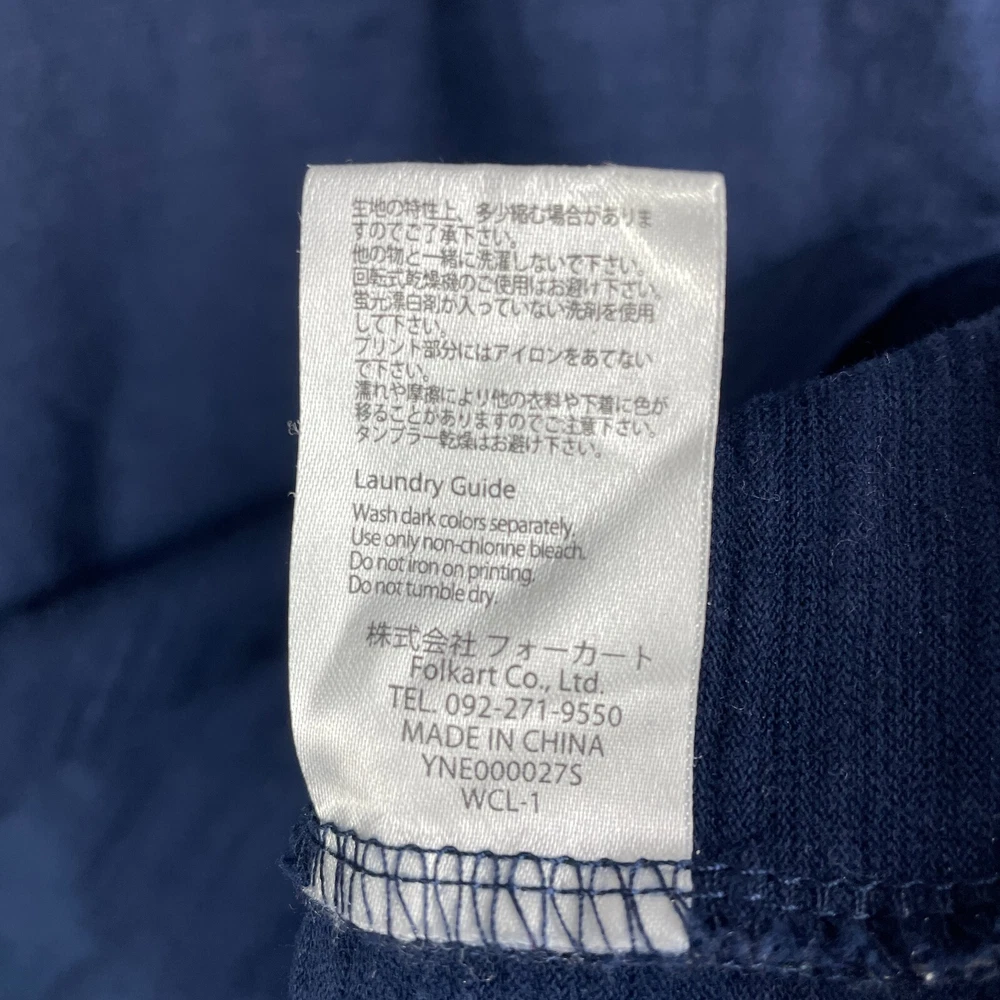 生地の特性上、多少縮む場合がありま
すのでご了承下さい。
他の物と一緒に洗濯しないで下さい。
回転式乾燥機のご使用はお避け下さい。
蛍光漂白剤が入っていない洗剤を使用
して下さい。
プリント部分にはアイロンをあてない
で下さい。
濡れや摩擦により他の衣料や下着に色が
移ることがありますのでご注意下さい。
タンブラー乾燥はお避け下さい。
Laundry Guide
Wash dark colors separately.
Use only non-chlorine bleach.
Do not iron on printing.
Do not tumble dry.
株式会社 フォーカート
Folkart Co., Ltd.
TEL. 092-271-9550
MADE IN CHINA
YNE000027S
WCL-1